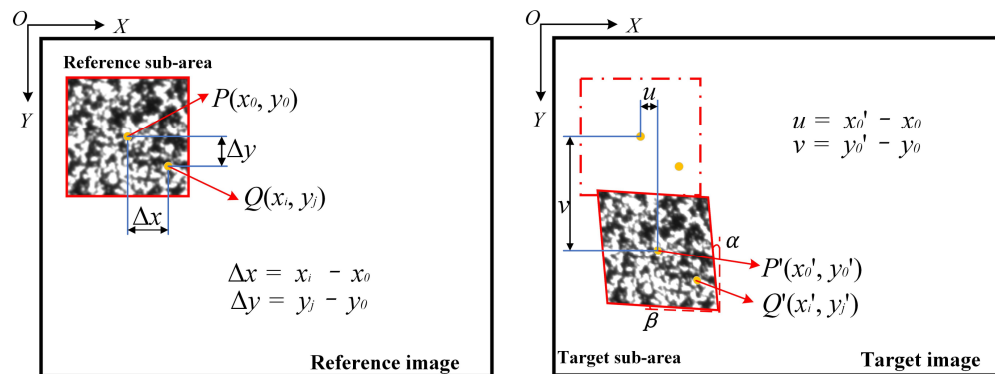 O
X
Y
Reference sub-area
P(x₀, y₀)
Δy
Q(xᵢ, yⱼ)
Δx
Δx = xᵢ - x₀
Δy = yⱼ - y₀
Reference image
O
X
Y
u
u = x₀' - x₀
v = y₀' - y₀
v
α
P'(x₀', y₀')
Q'(xᵢ', yⱼ')
β
Target sub-area
Target image